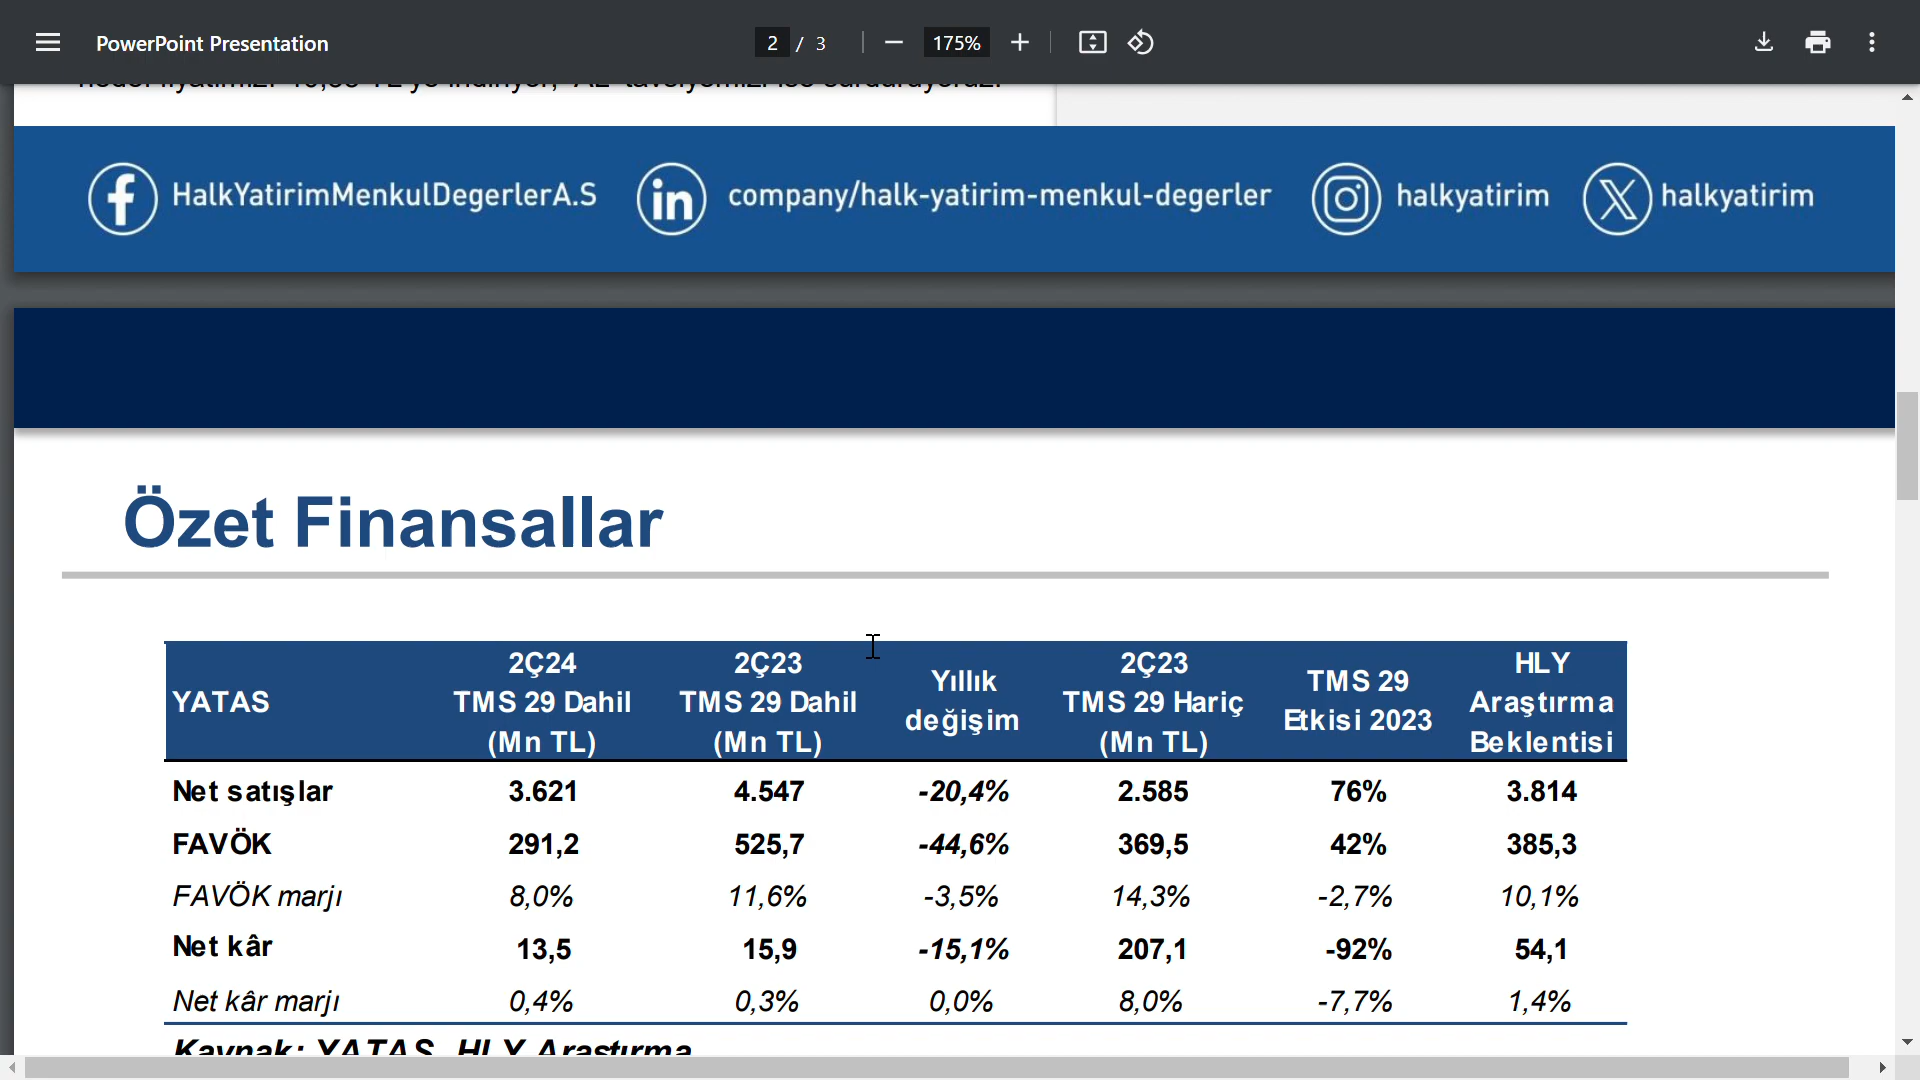 PowerPoint Presentation
2 / 3
175%
HalkYatirimMenkulDegerlerA.S
company/halk-yatirim-menkul-degerler
halkyatirim
halkyatirim
Özet Finansallar
YATAS 2Ç24 TMS 29 Dahil (Mn TL) 2Ç23 TMS 29 Dahil (Mn TL) Yıllık değişim 2Ç23 TMS 29 Hariç (Mn TL) TMS 29 Etkisi 2023 HLY Araştırma Beklentisi
Net satışlar 3.621 4.547 -20,4% 2.585 76% 3.814
FAVÖK 291,2 525,7 -44,6% 369,5 42% 385,3
FAVÖK marjı 8,0% 11,6% -3,5% 14,3% -2,7% 10,1%
Net kâr 13,5 15,9 -15,1% 207,1 -92% 54,1
Net kâr marjı 0,4% 0,3% 0,0% 8,0% -7,7% 1,4%
Kaynak: YATAS, HLY Araştırma